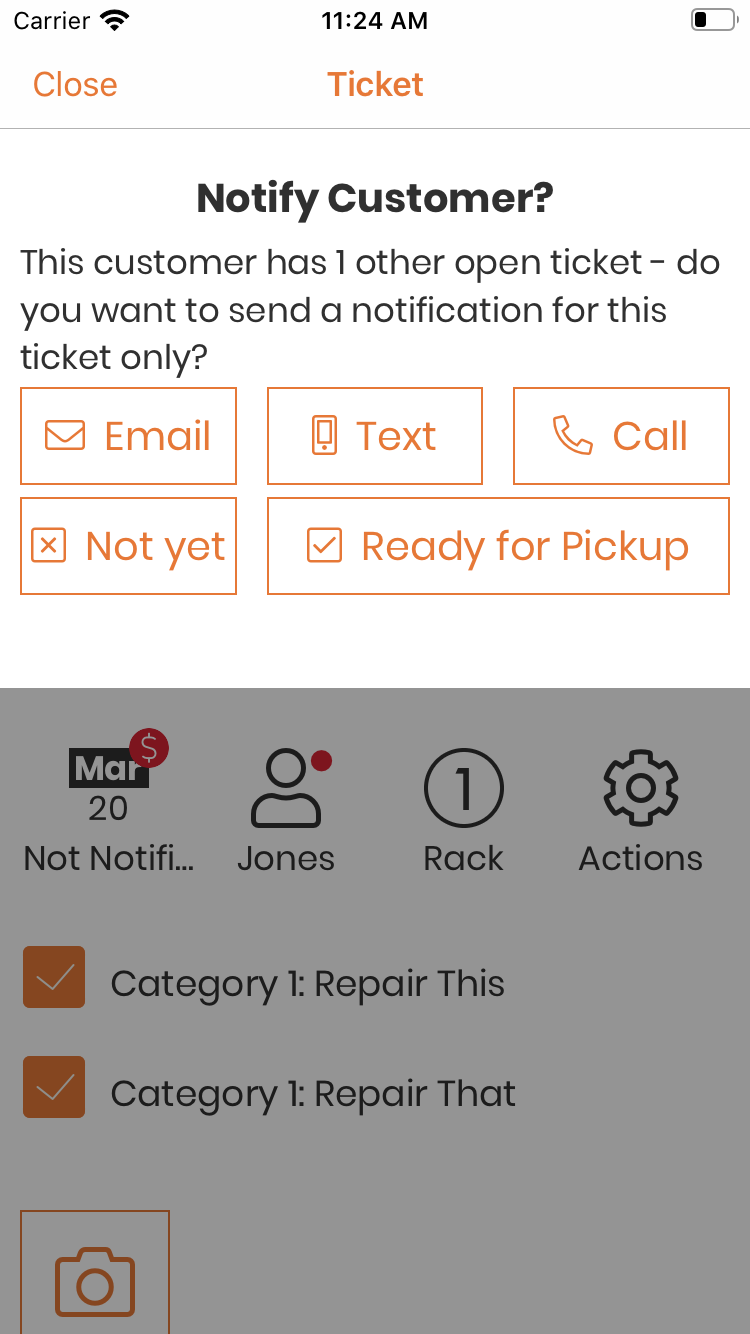 Carrier 11:24 AM
Close Ticket
Notify Customer?
This customer has 1 other open ticket - do
you want to send a notification for this
ticket only?
Email Text Call
Not yet Ready for Pickup
$
Mar
20
1
Not Notifi... Jones Rack Actions
Category 1: Repair This
Category 1: Repair That